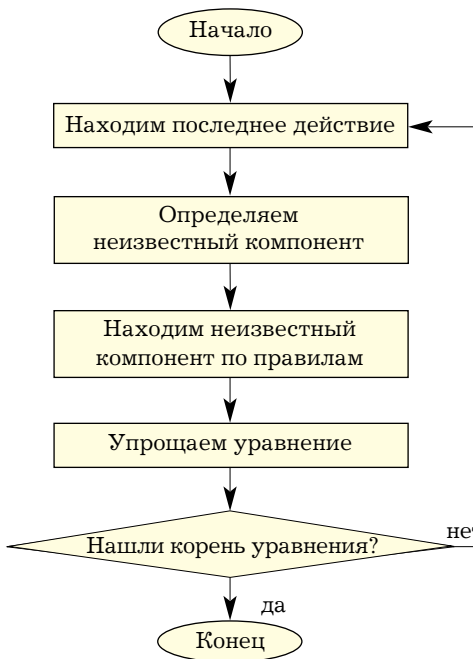 Начало
Находим последнее действие
Определяем
неизвестный компонент
Находим неизвестный
компонент по правилам
Упрощаем уравнение
Нашли корень уравнения?
нет
да
Конец